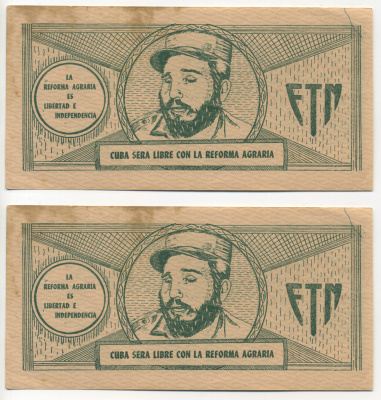 LA
REFORMA AGRARIA
ES
LIBERTAD E
INDEPENDENCIA
FTN
CUBA SERA LIBRE CON LA REFORMA AGRARIA
LA
REFORMA AGRARIA
ES
LIBERTAD E
INDEPENDENCIA
FTN
CUBA SERA LIBRE CON LA REFORMA AGRARIA